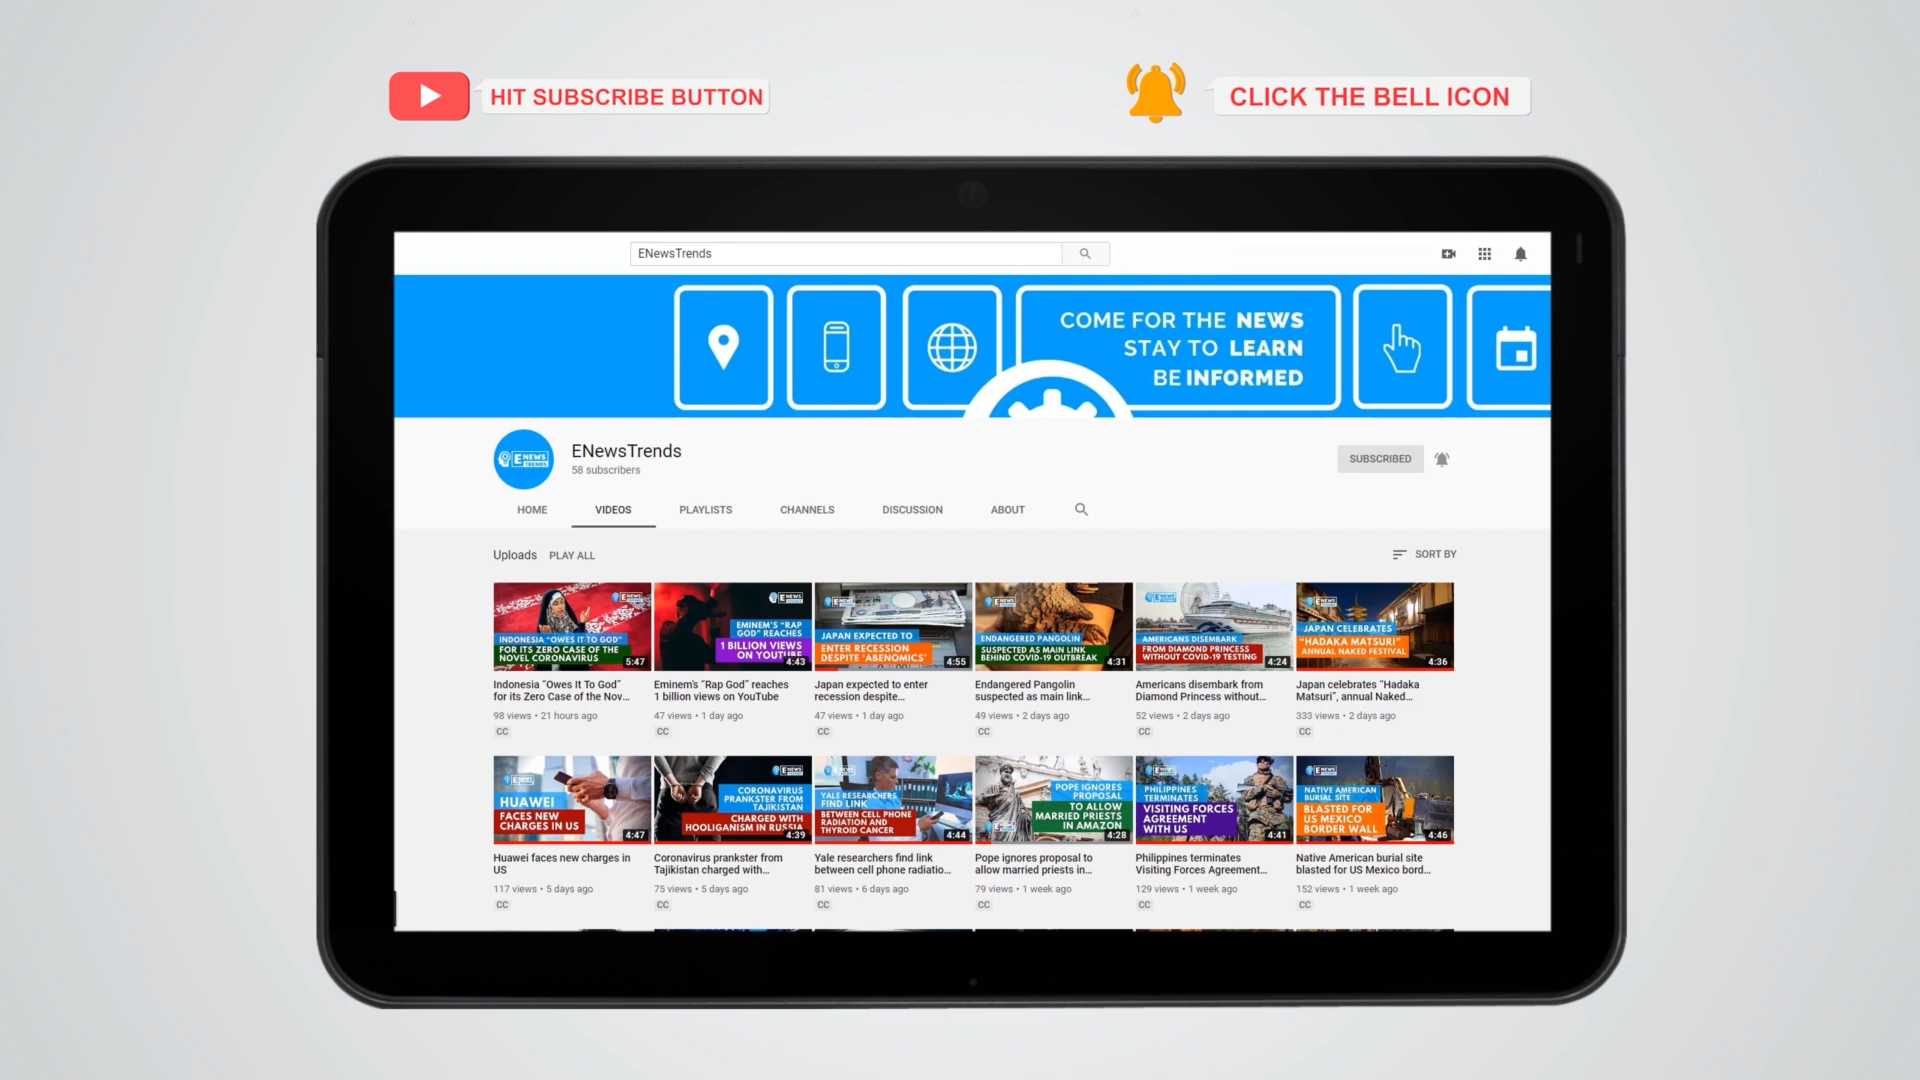 HIT SUBSCRIBE BUTTON
CLICK THE BELL ICON
ENewsTrends
COME FOR THE NEWS
STAY TO LEARN
BE INFORMED
E NEWS
TRENDS
ENewsTrends
58 subscribers
SUBSCRIBED
HOME VIDEOS PLAYLISTS CHANNELS DISCUSSION ABOUT
Uploads PLAY ALL
SORT BY
INDONESIA "OWES IT TO GOD"
FOR ITS ZERO CASE OF THE
NOVEL CORONAVIRUS
5:47
EMINEM'S "RAP
GOD" REACHES
1 BILLION VIEWS
ON YOUTUBE
4:43
JAPAN EXPECTED TO
ENTER RECESSION
DESPITE 'ABENOMICS'
4:55
ENDANGERED PANGOLIN
SUSPECTED AS MAIN LINK
BEHIND COVID-19 OUTBREAK
4:31
AMERICANS DISEMBARK
FROM DIAMOND PRINCESS
WITHOUT COVID-19 TESTING
4:24
JAPAN CELEBRATES
"HADAKA MATSURI"
ANNUAL NAKED FESTIVAL
4:36
Indonesia "Owes It To God"
for its Zero Case of the Nov...
98 views • 21 hours ago
CC
Eminem's "Rap God" reaches
1 billion views on YouTube
47 views • 1 day ago
CC
Japan expected to enter
recession despite...
47 views • 1 day ago
CC
Endangered Pangolin
suspected as main link...
49 views • 2 days ago
CC
Americans disembark from
Diamond Princess without...
52 views • 2 days ago
CC
Japan celebrates "Hadaka
Matsuri", annual Naked...
333 views • 2 days ago
CC
HUAWEI
FACES NEW
CHARGES IN US
4:47
CORONAVIRUS
PRANKSTER FROM
TAJIKISTAN
CHARGED WITH
HOOLIGANISM IN RUSSIA
4:39
YALE RESEARCHERS
FIND LINK
BETWEEN CELL PHONE
RADIATION AND
THYROID CANCER
4:44
POPE IGNORES
PROPOSAL
TO ALLOW
MARRIED PRIESTS
IN AMAZON
4:28
PHILIPPINES
TERMINATES
VISITING FORCES
AGREEMENT
WITH US
4:41
NATIVE AMERICAN
BURIAL SITE
BLASTED FOR
US MEXICO
BORDER WALL
4:46
Huawei faces new charges in
US
117 views • 5 days ago
CC
Coronavirus prankster from
Tajikistan charged with...
75 views • 5 days ago
CC
Yale researchers find link
between cell phone radiatio...
81 views • 6 days ago
CC
Pope ignores proposal to
allow married priests in...
79 views • 1 week ago
CC
Philippines terminates
Visiting Forces Agreement...
129 views • 1 week ago
CC
Native American burial site
blasted for US Mexico bord...
152 views • 1 week ago
CC